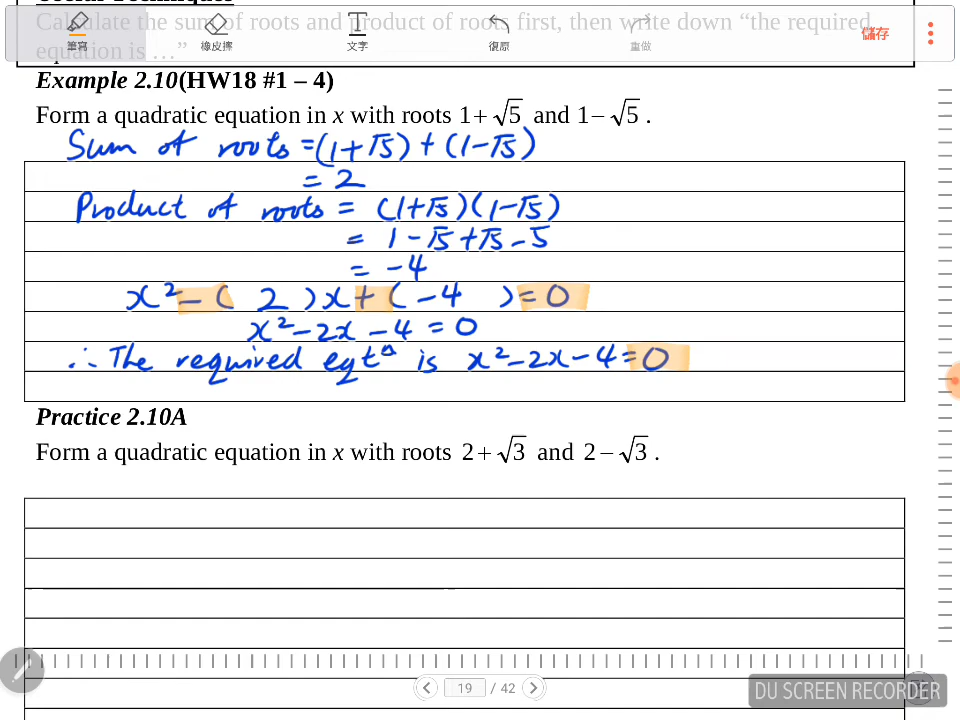 Useful Techniques
Calculate the sum of roots and product of roots first, then write down “the required
equation is …”
筆寫 橡皮擦 文字 復原 重做 儲存
Example 2.10(HW18 #1 – 4)
Form a quadratic equation in x with roots 1+√5 and 1−√5 .
Sum of roots =(1+√5)+(1−√5)
= 2
Product of roots = (1+√5)(1−√5)
= 1−√5+√5−5
= −4
x²−( 2 )x+( −4 )=0
x²−2x−4=0
∴ The required eqtⁿ is x²−2x−4=0
Practice 2.10A
Form a quadratic equation in x with roots 2+√3 and 2−√3 .
19 / 42
DU SCREEN RECORDER